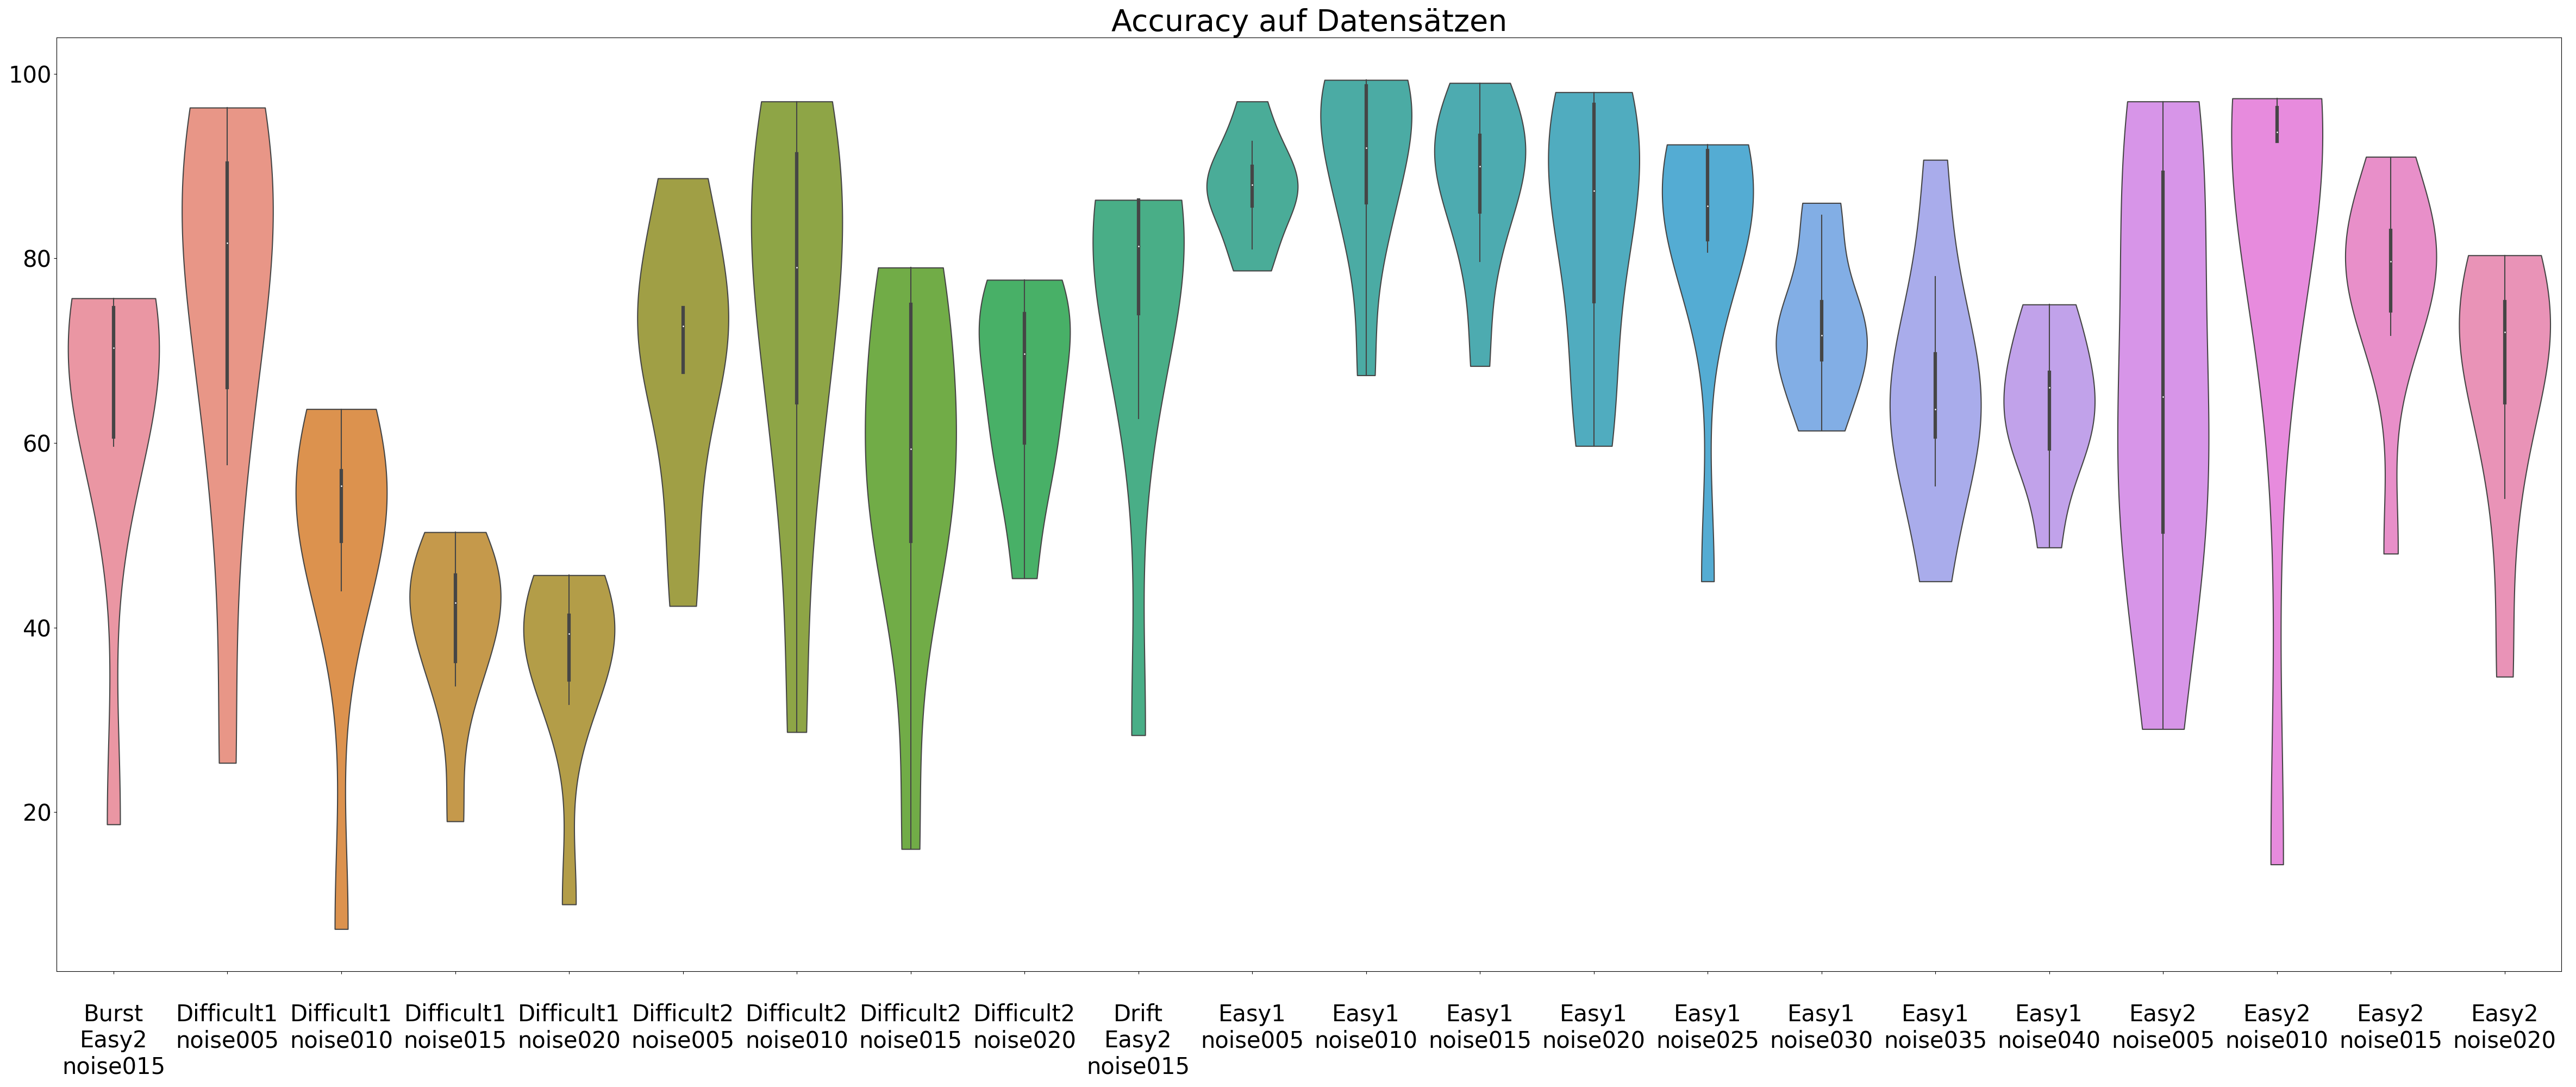 Accuracy auf Datensätzen
100
80
60
40
20
Burst
Easy2
noise015
Difficult1
noise005
Difficult1
noise010
Difficult1
noise015
Difficult1
noise020
Difficult2
noise005
Difficult2
noise010
Difficult2
noise015
Difficult2
noise020
Drift
Easy2
noise015
Easy1
noise005
Easy1
noise010
Easy1
noise015
Easy1
noise020
Easy1
noise025
Easy1
noise030
Easy1
noise035
Easy1
noise040
Easy2
noise005
Easy2
noise010
Easy2
noise015
Easy2
noise020